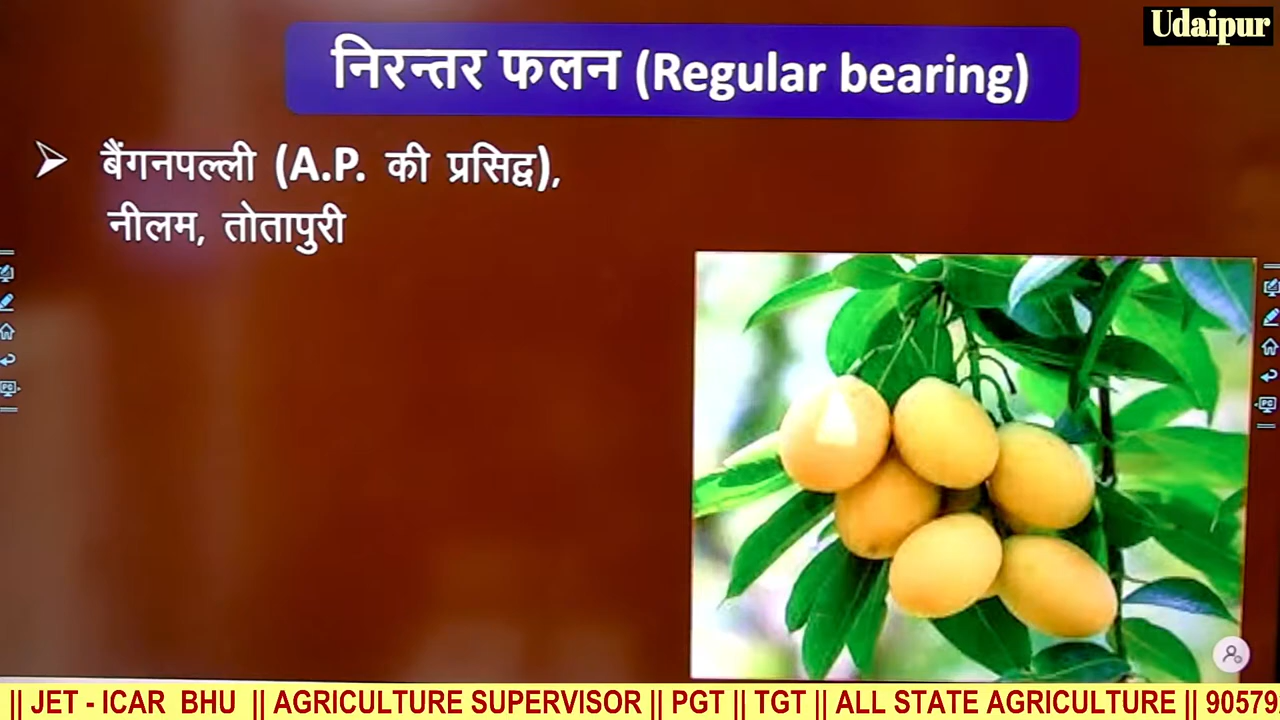 Udaipur
निरन्तर फलन (Regular bearing)
बैंगनपल्ली (A.P. की प्रसिद्व),
नीलम, तोतापुरी
|| JET - ICAR BHU || AGRICULTURE SUPERVISOR || PGT || TGT || ALL STATE AGRICULTURE || 90579